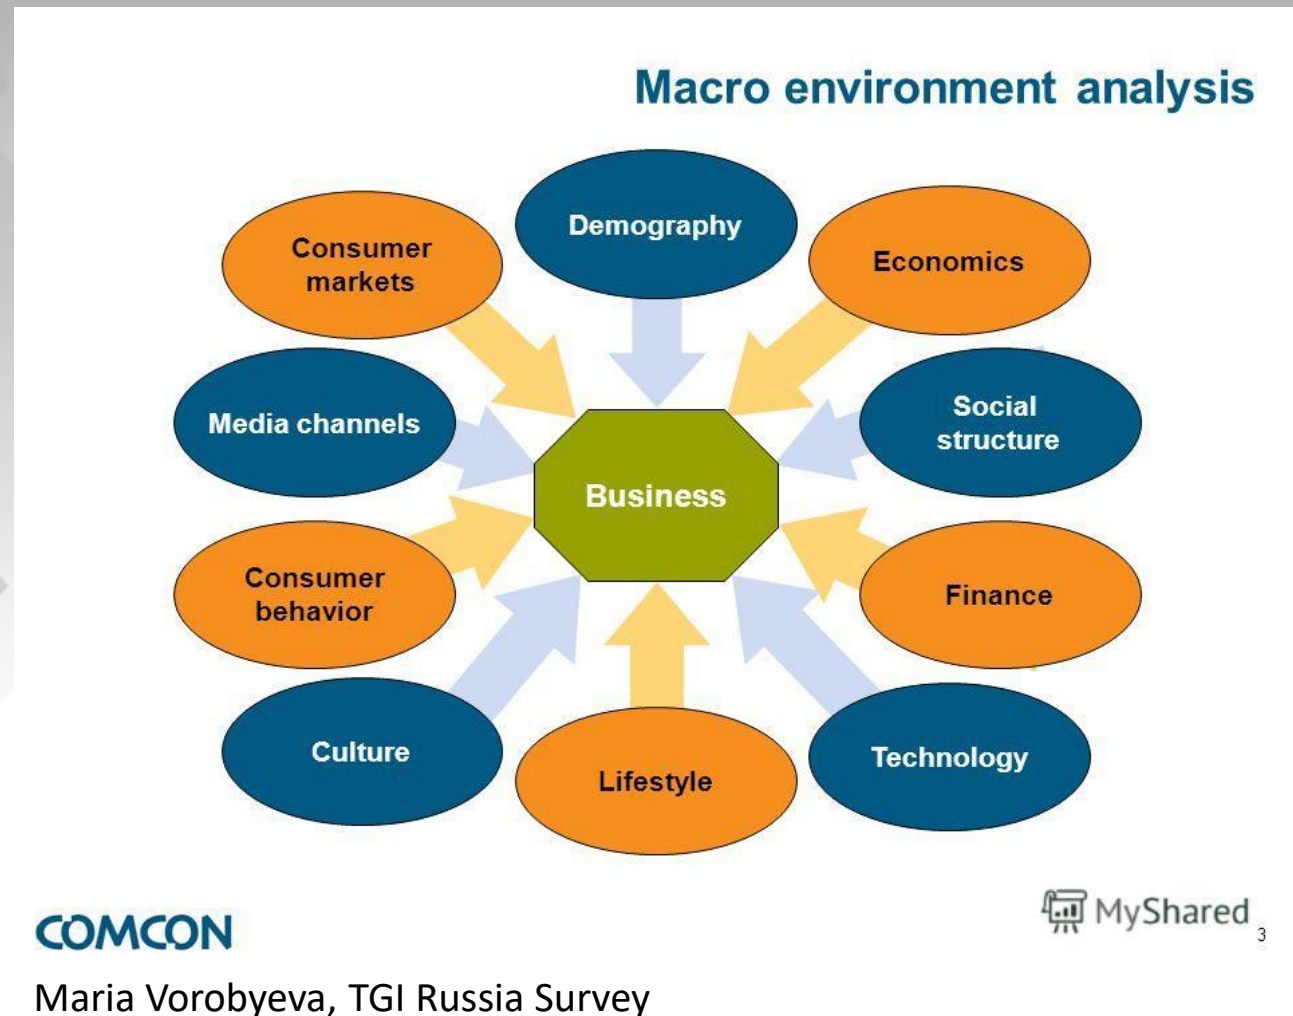 Macro environment analysis
Demography
Consumer
markets
Economics
Media channels
Social
structure
Business
Consumer
behavior
Finance
Culture
Lifestyle
Technology
COMCON
MyShared
3
Maria Vorobyeva, TGI Russia Survey